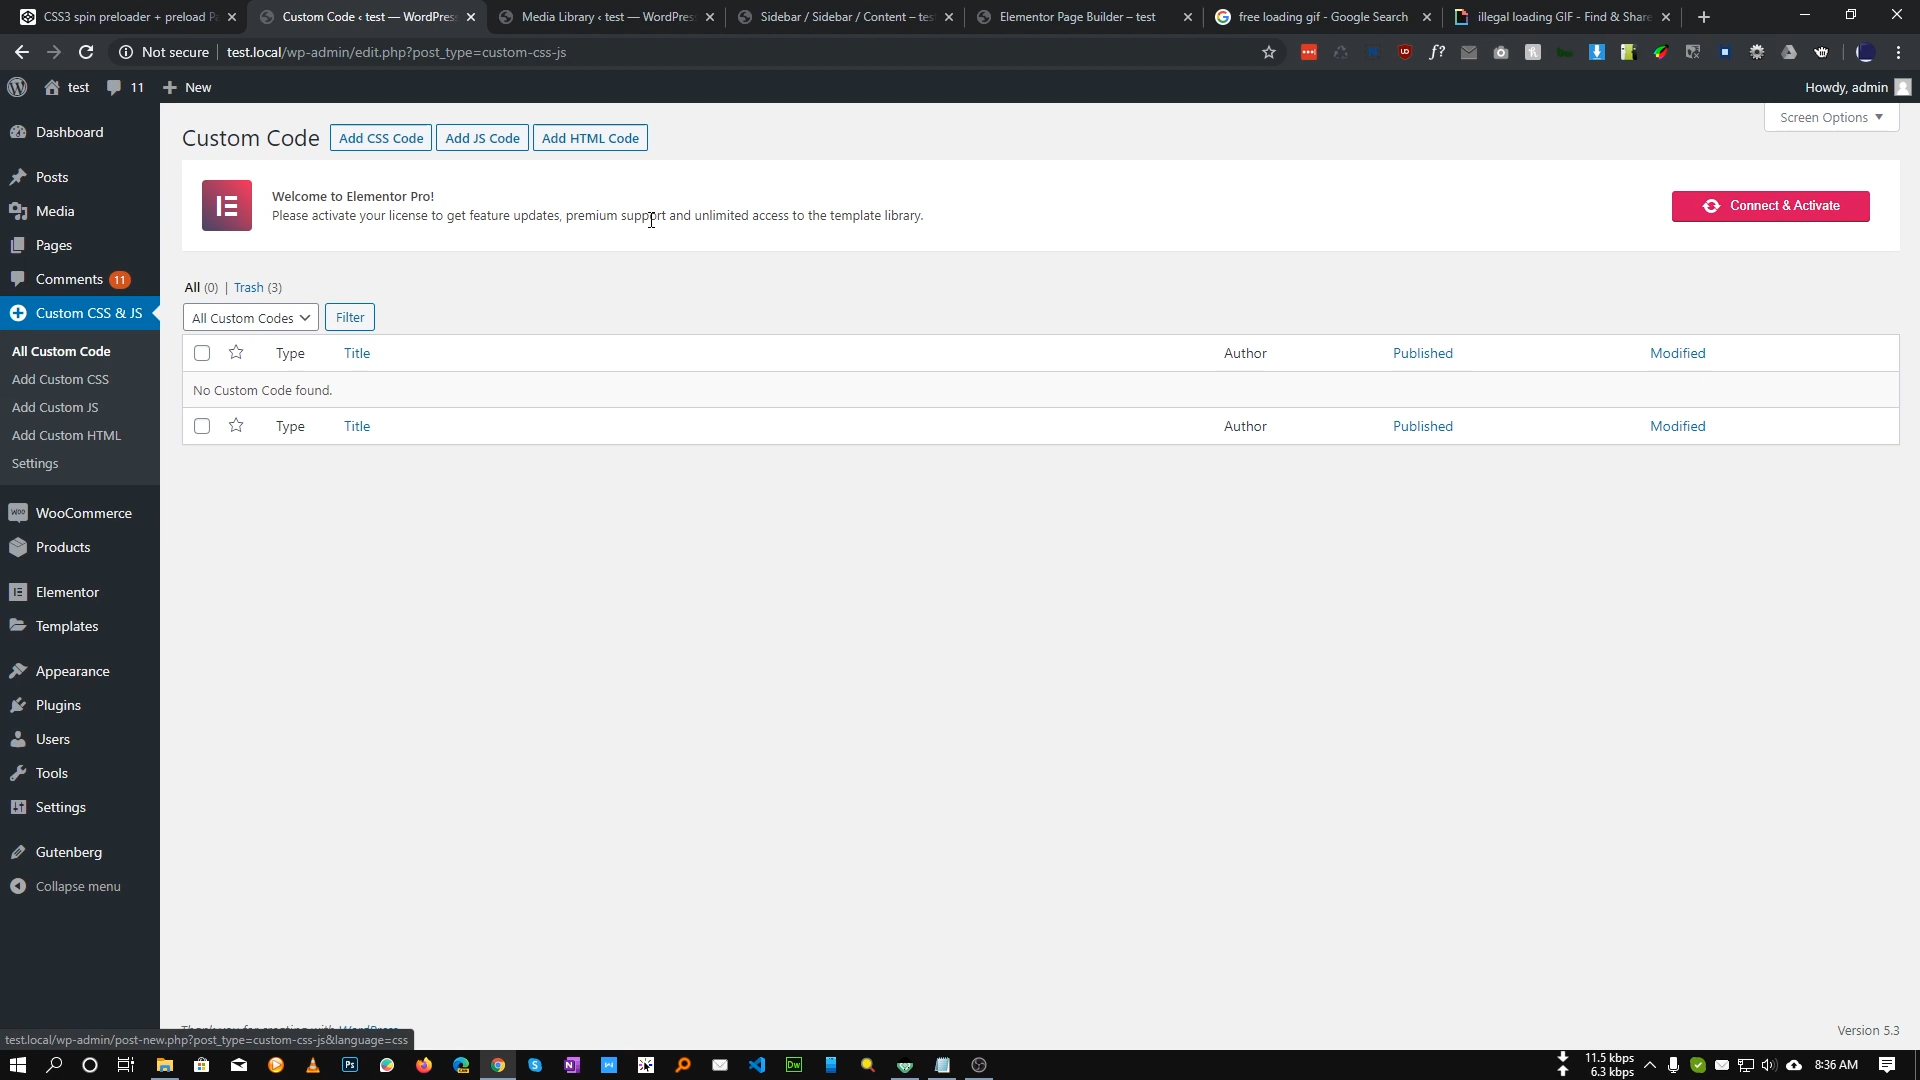 CSS3 spin preloader + preload P
Custom Code ‹ test — WordPress
Media Library ‹ test — WordPres
Sidebar / Sidebar / Content – tes
Elementor Page Builder – test
free loading gif - Google Search
illegal loading GIF - Find & Share
Not secure
test.local/wp-admin/edit.php?post_type=custom-css-js
test
11
New
Howdy, admin
Screen Options
Dashboard
Posts
Media
Pages
Comments 11
Custom CSS & JS
All Custom Code
Add Custom CSS
Add Custom JS
Add Custom HTML
Settings
WooCommerce
Products
Elementor
Templates
Appearance
Plugins
Users
Tools
Settings
Gutenberg
Collapse menu
Custom Code
Add CSS Code
Add JS Code
Add HTML Code
Welcome to Elementor Pro!
Please activate your license to get feature updates, premium support and unlimited access to the template library.
Connect & Activate
All (0) | Trash (3)
All Custom Codes
Filter
Type Title Author Published Modified
No Custom Code found.
Type Title Author Published Modified
Version 5.3
test.local/wp-admin/post-new.php?post_type=custom-css-js&language=css
11.5 kbps
6.3 kbps
8:36 AM